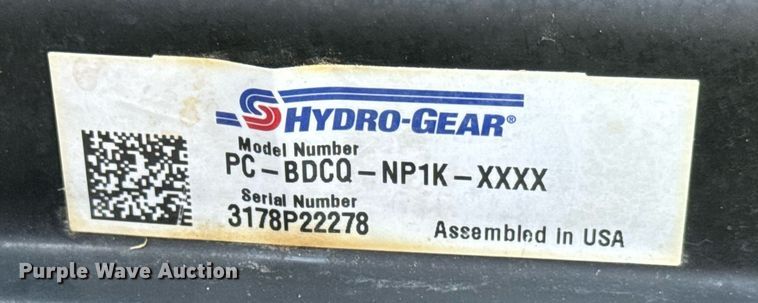 HYDRO-GEAR®
Model Number
PC-BDCQ-NP1K-XXXX
Serial Number
3178P22278
Assembled in USA
Purple Wave Auction